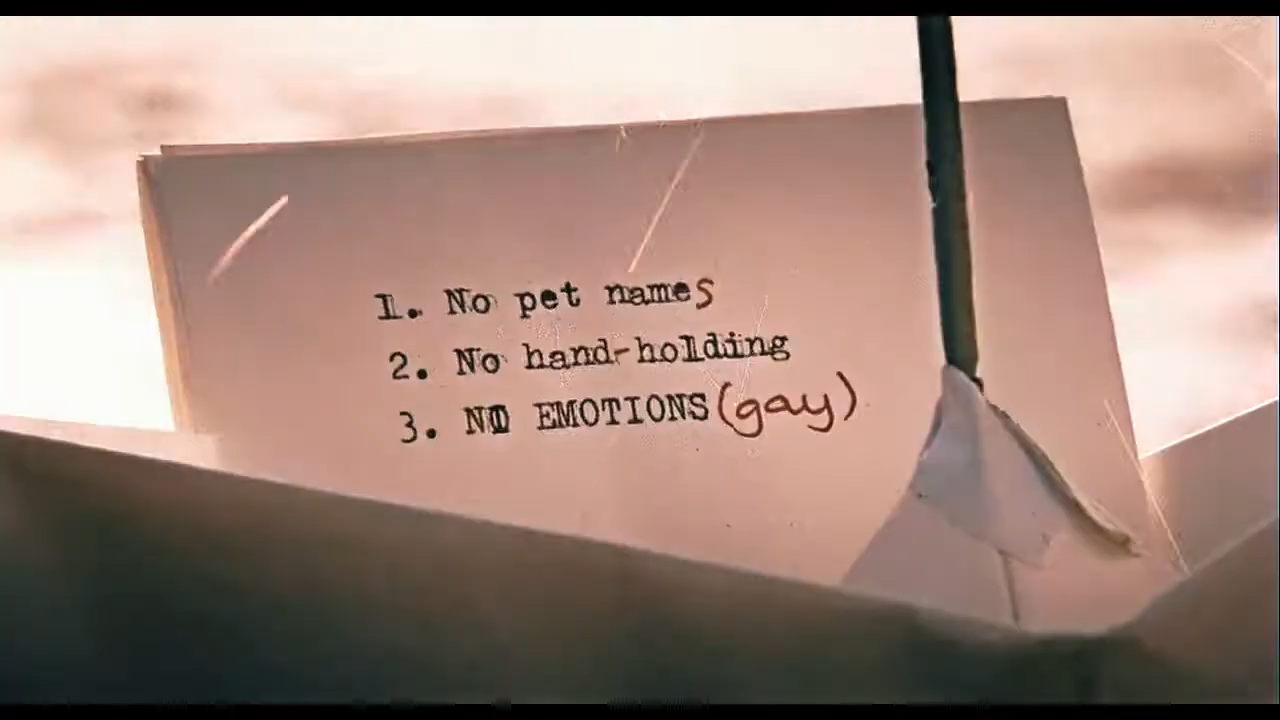 1. No pet names
2. No hand-holding
3. NO EMOTIONS (gay)